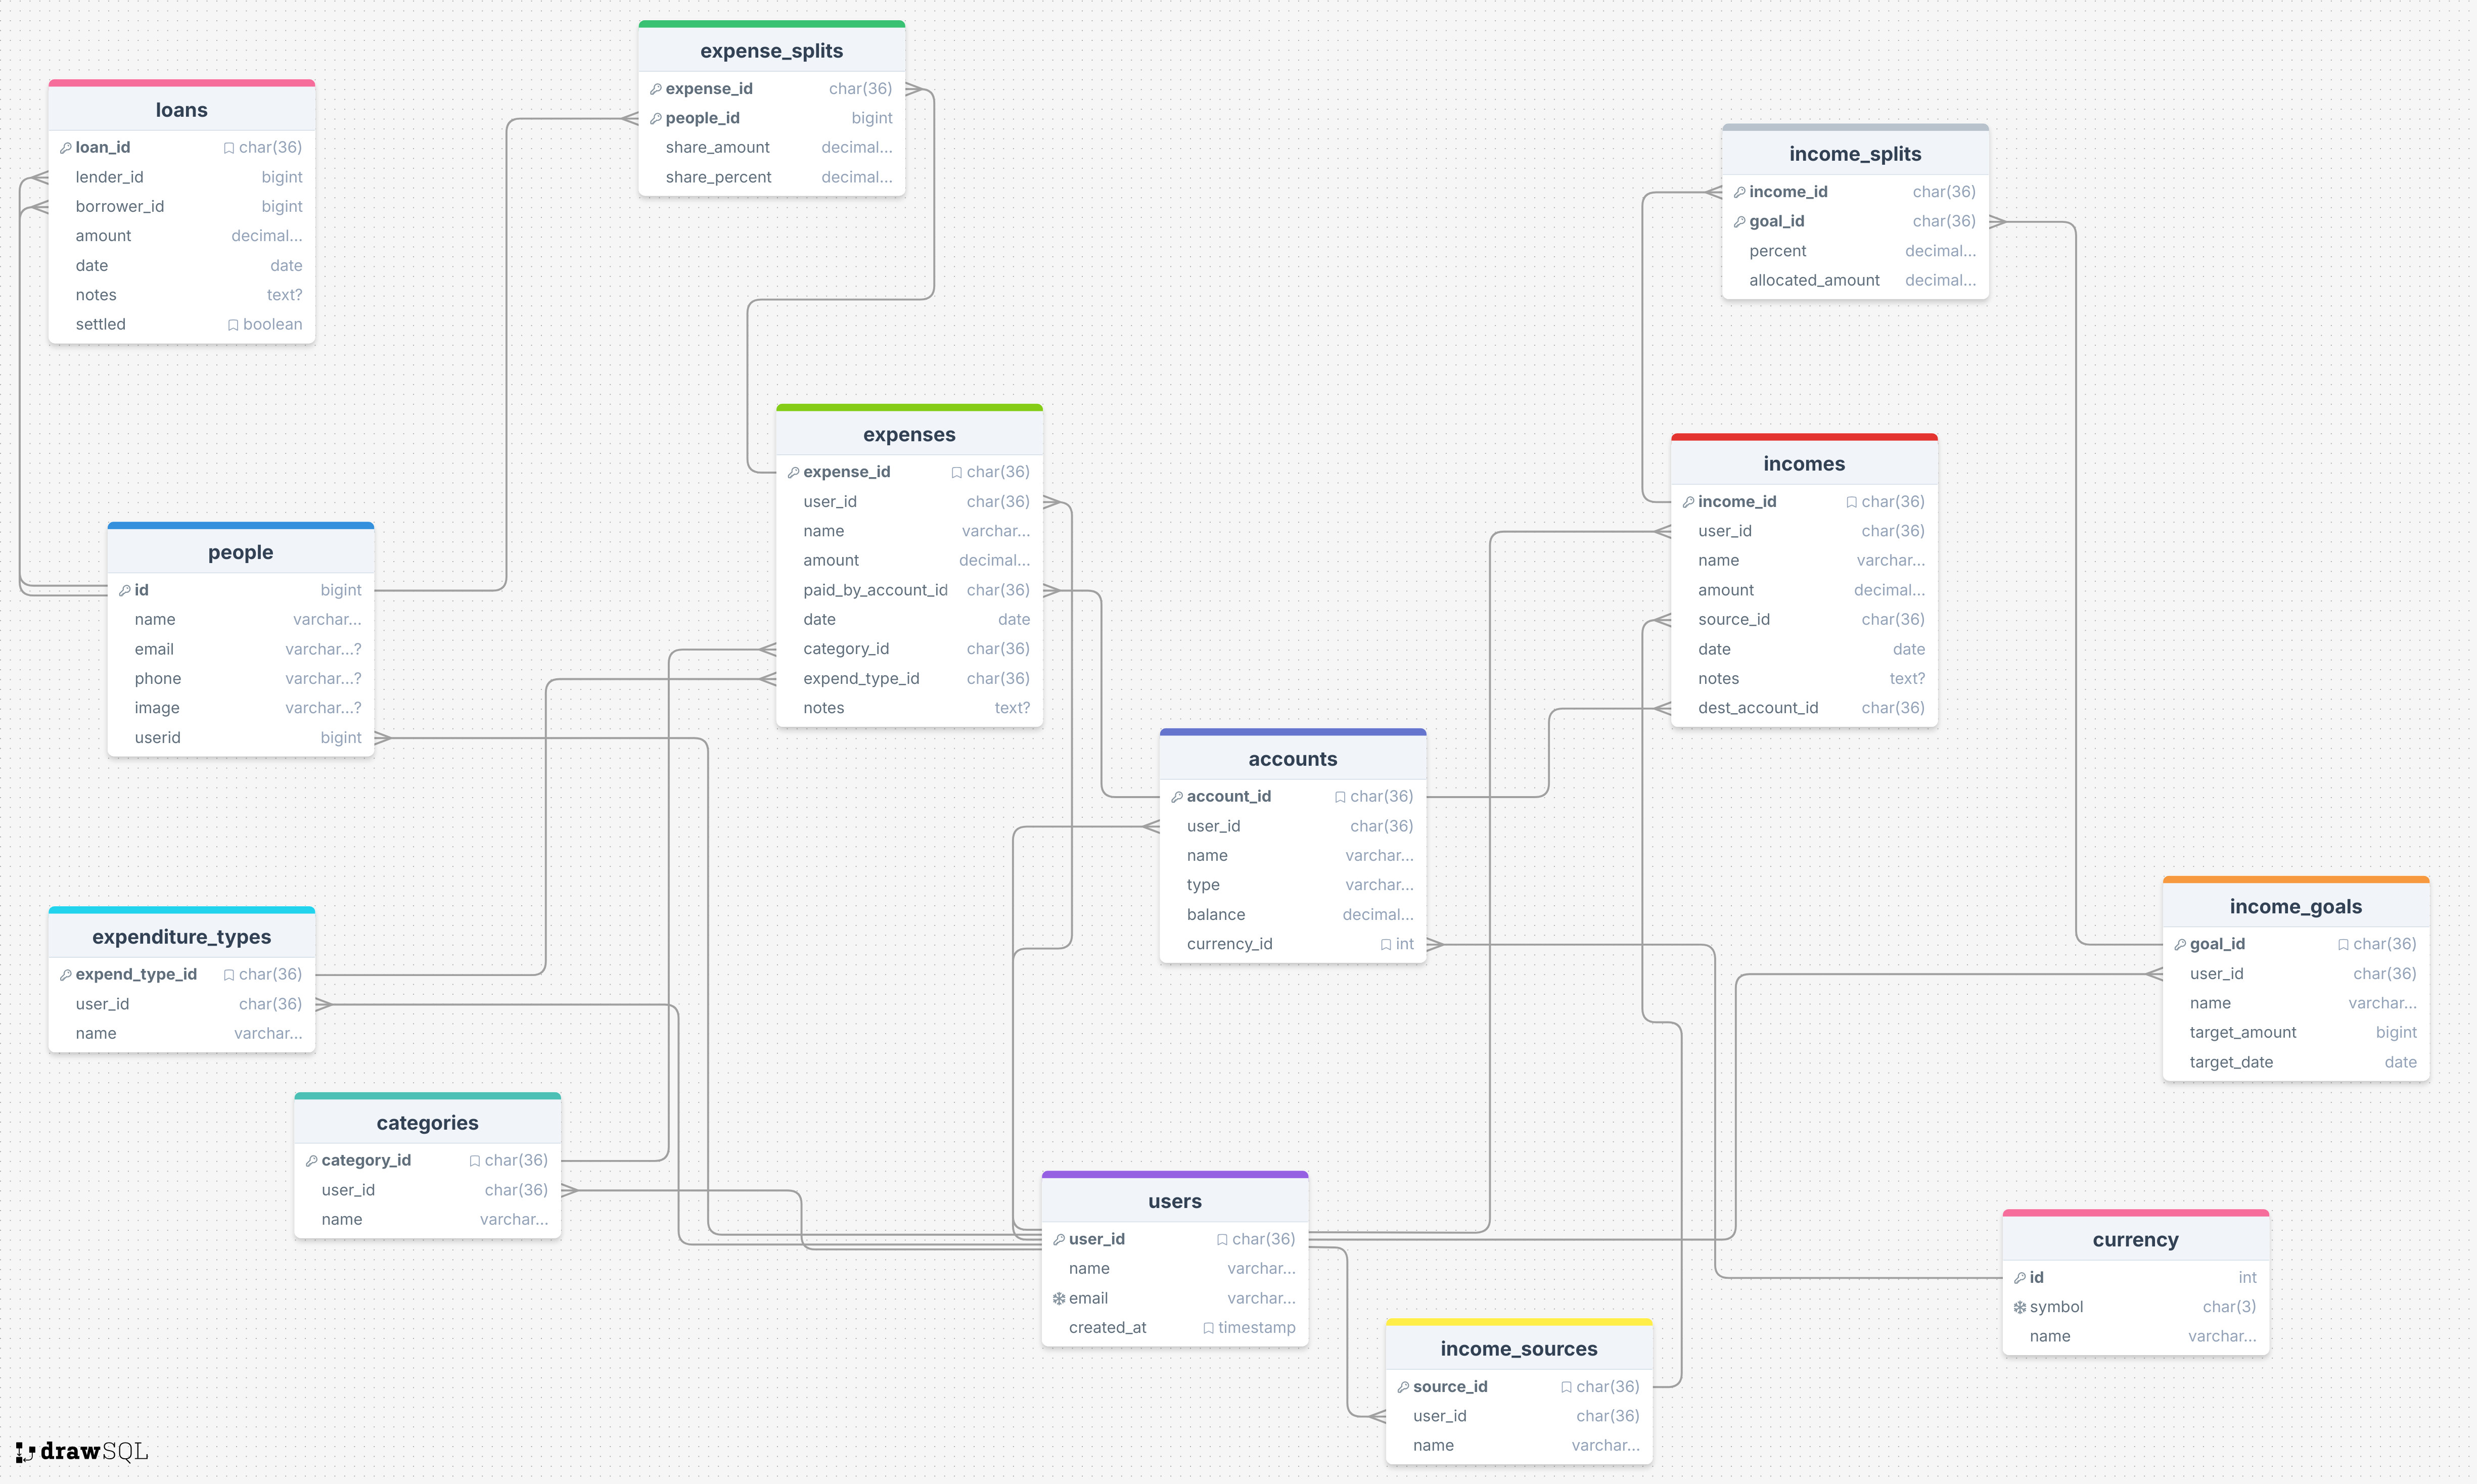 expense_splits
expense_id char(36)
people_id bigint
share_amount decimal...
share_percent decimal...
loans
loan_id char(36)
lender_id bigint
borrower_id bigint
amount decimal...
date date
notes text?
settled boolean
income_splits
income_id char(36)
goal_id char(36)
percent decimal...
allocated_amount decimal...
expenses
expense_id char(36)
user_id char(36)
name varchar...
amount decimal...
paid_by_account_id char(36)
date date
category_id char(36)
expend_type_id char(36)
notes text?
incomes
income_id char(36)
user_id char(36)
name varchar...
amount decimal...
source_id char(36)
date date
notes text?
dest_account_id char(36)
people
id bigint
name varchar...
email varchar...?
phone varchar...?
image varchar...?
userid bigint
accounts
account_id char(36)
user_id char(36)
name varchar...
type varchar...
balance decimal...
currency_id int
income_goals
goal_id char(36)
user_id char(36)
name varchar...
target_amount bigint
target_date date
expenditure_types
expend_type_id char(36)
user_id char(36)
name varchar...
categories
category_id char(36)
user_id char(36)
name varchar...
users
user_id char(36)
name varchar...
email varchar...
created_at timestamp
currency
id int
symbol char(3)
name varchar...
income_sources
source_id char(36)
user_id char(36)
name varchar...
drawSQL